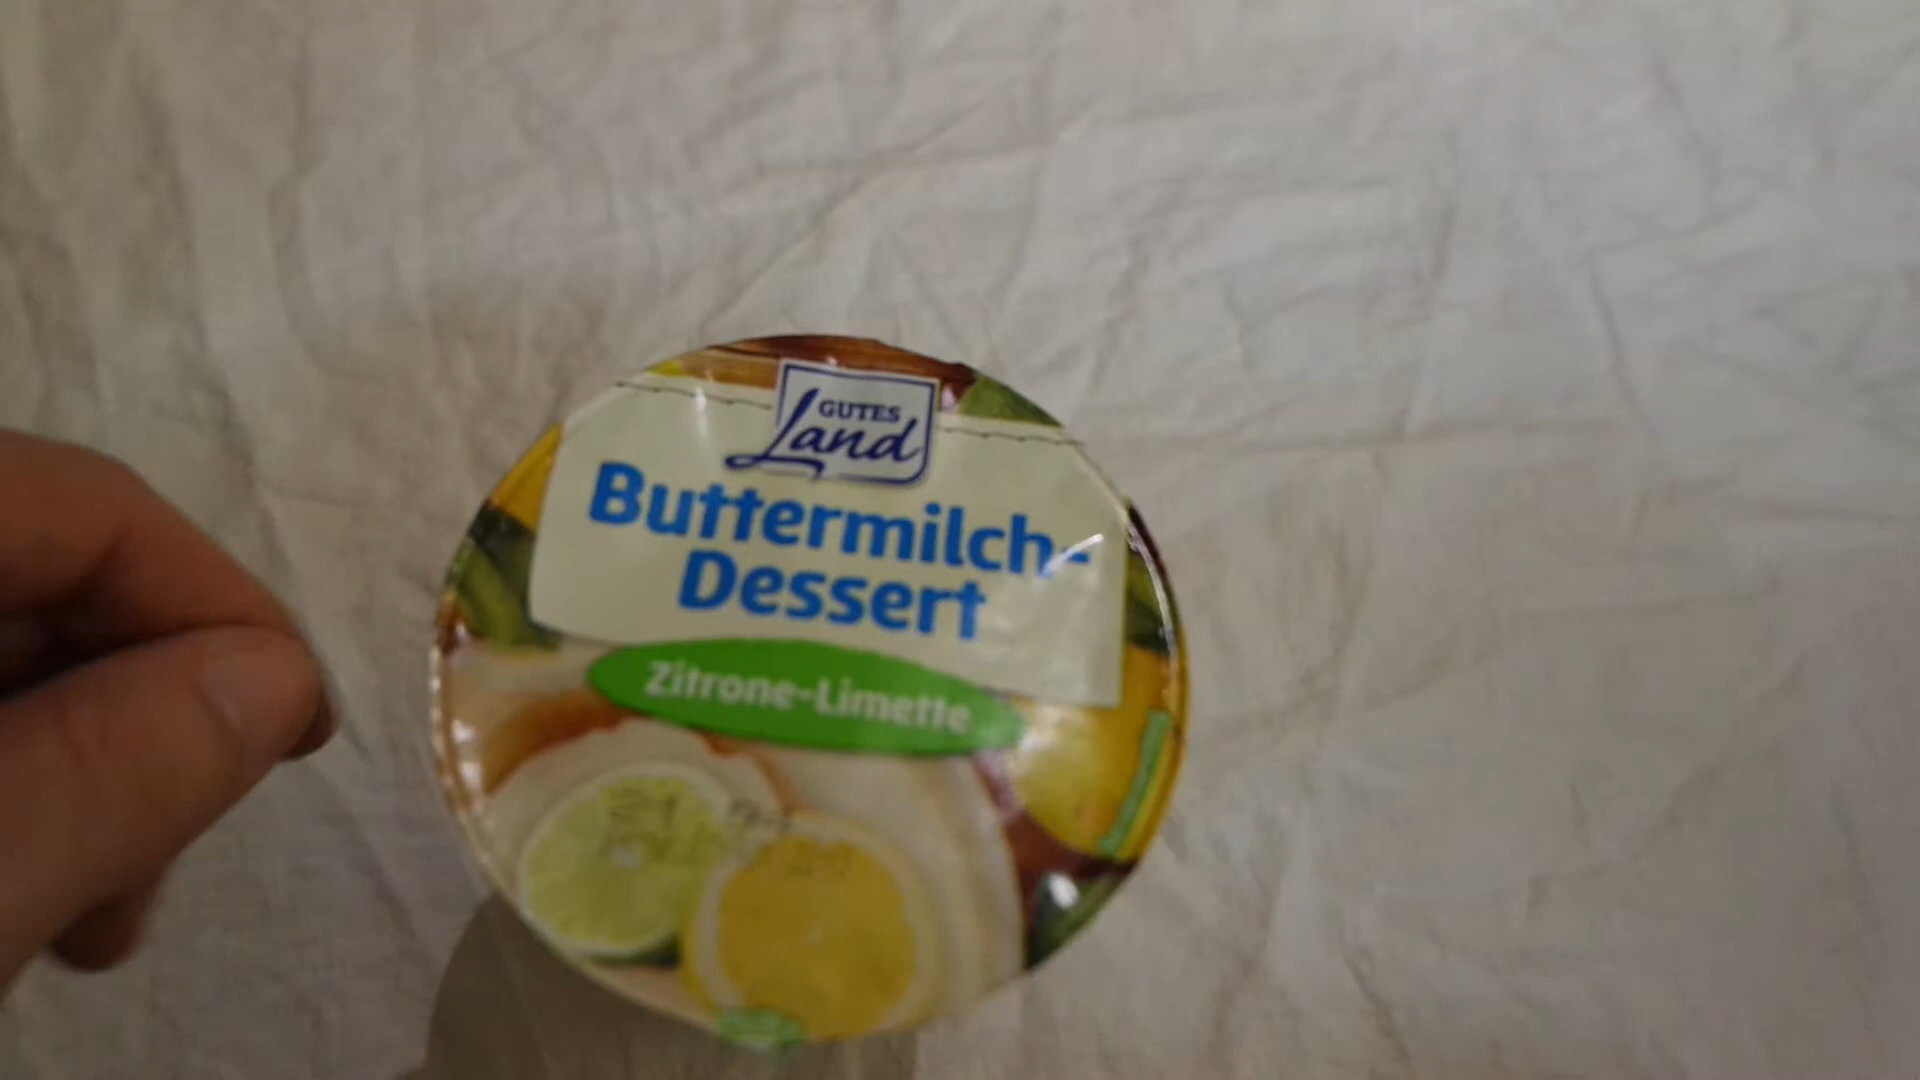 GUTES
Land
Buttermilch-
Dessert
Zitrone-Limette